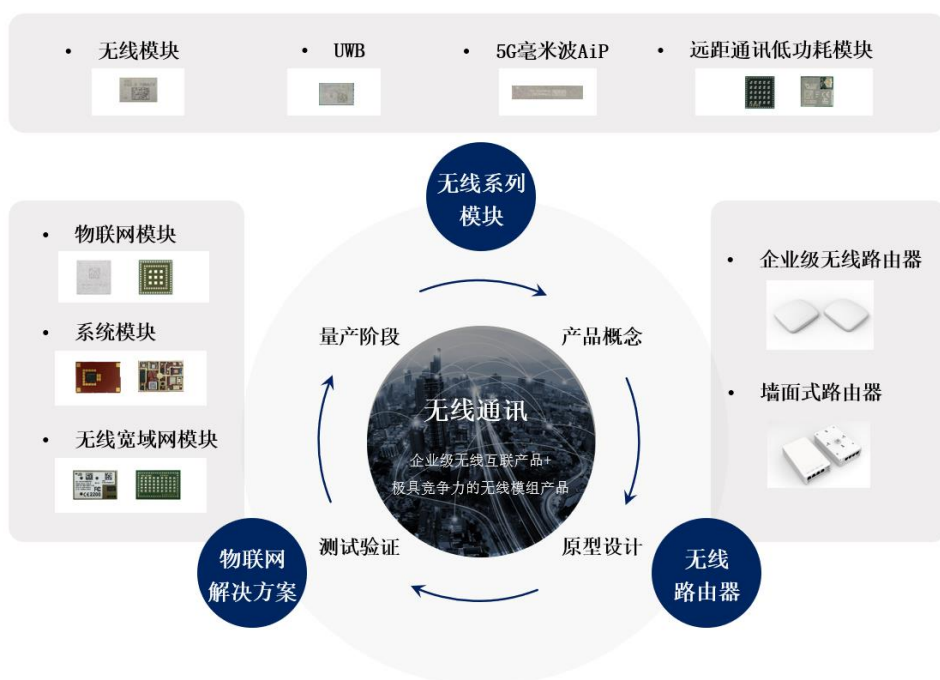 • 无线模块
• UWB
• 5G毫米波AiP
• 远距通讯低功耗模块
无线系列
模块
• 物联网模块
• 系统模块
• 无线宽域网模块
• 企业级无线路由器
• 墙面式路由器
量产阶段
产品概念
无线通讯
企业级无线互联产品+
极具竞争力的无线模组产品
测试验证
原型设计
物联网
解决方案
无线
路由器